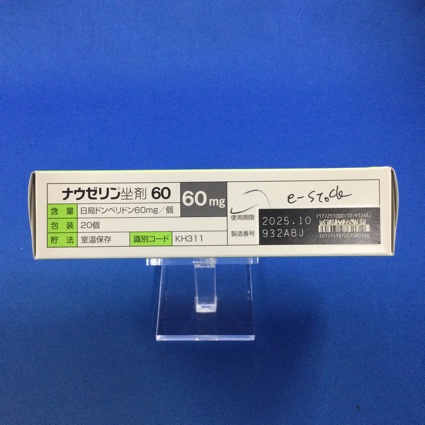 ナウゼリン坐剤 60 60mg
含量 日局ドンペリドン60mg/個
包装 20個
貯法 室温保存 識別コード KH311
e-stock
使用期限 2025.10
製造番号 932ABJ